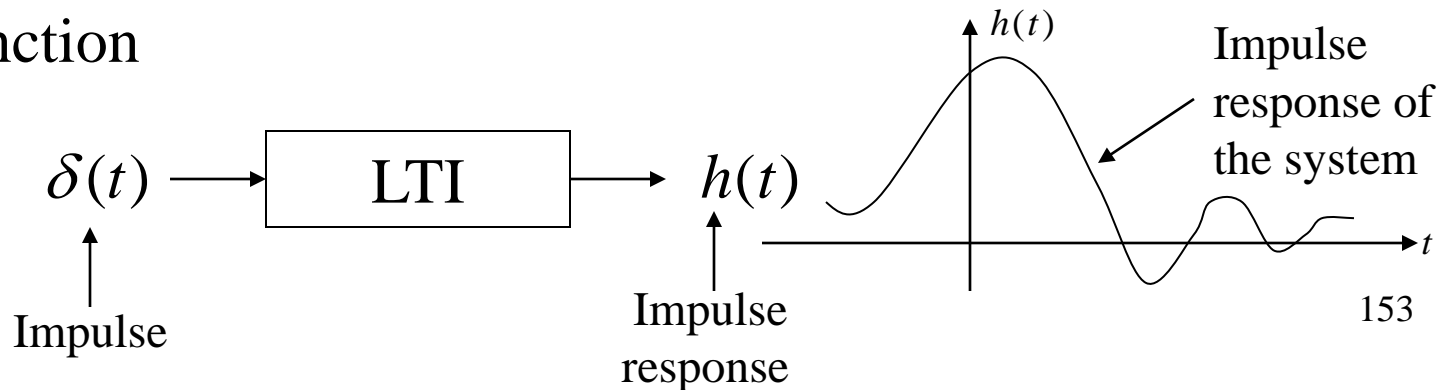 nction
δ(t)
LTI
h(t)
Impulse
Impulse
response
h(t)
t
Impulse
response of
the system
153